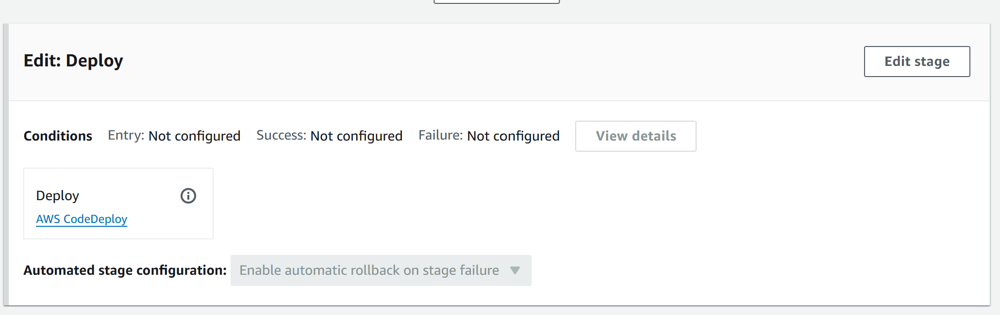 Edit: Deploy
Edit stage
Conditions Entry: Not configured Success: Not configured Failure: Not configured View details
Deploy
AWS CodeDeploy
Automated stage configuration: Enable automatic rollback on stage failure